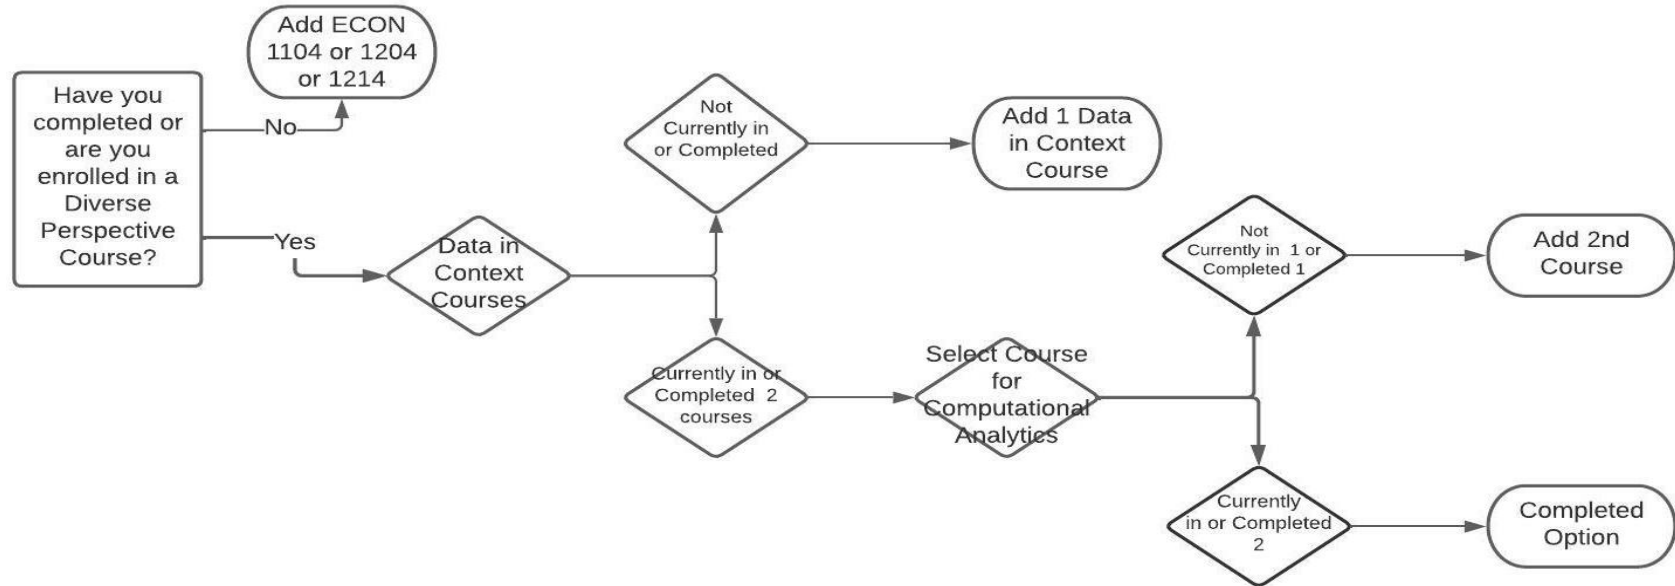 Add ECON
1104 or 1204
or 1214
Have you
completed or
are you
enrolled in a
Diverse
Perspective
Course?
No
Yes
Data in
Context
Courses
Not
Currently in
or Completed
Add 1 Data
in Context
Course
Currently in or
Completed 2
courses
Select Course
for
Computational
Analytics
Not
Currently in 1 or
Completed 1
Add 2nd
Course
Currently
in or Completed
2
Completed
Option